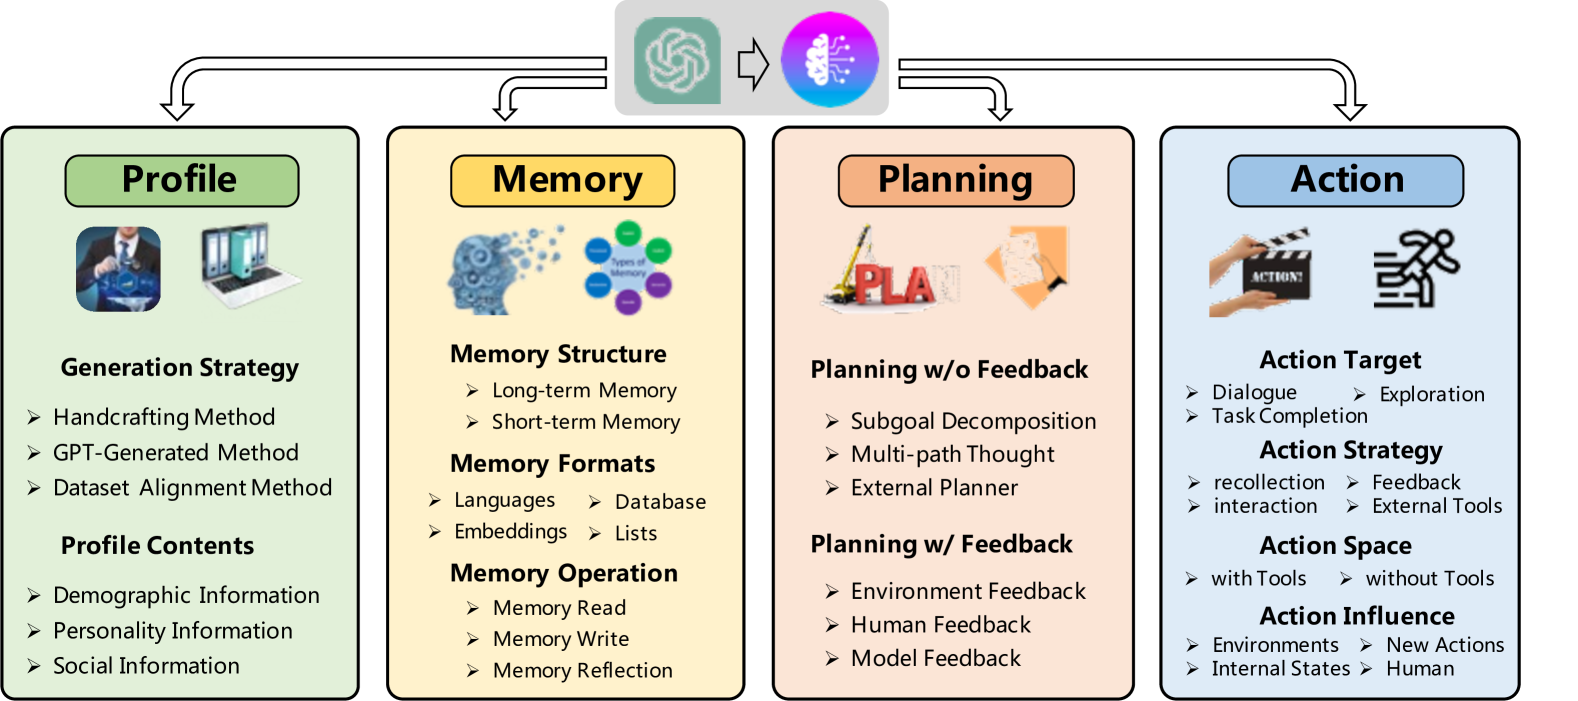 Profile
Generation Strategy
Handcrafting Method
GPT-Generated Method
Dataset Alignment Method
Profile Contents
Demographic Information
Personality Information
Social Information
Memory
Types of
Memory
Memory Structure
Long-term Memory
Short-term Memory
Memory Formats
Languages
Database
Embeddings
Lists
Memory Operation
Memory Read
Memory Write
Memory Reflection
Planning
PLA
Planning w/o Feedback
Subgoal Decomposition
Multi-path Thought
External Planner
Planning w/ Feedback
Environment Feedback
Human Feedback
Model Feedback
Action
ACTION!
Action Target
Dialogue
Exploration
Task Completion
Action Strategy
recollection
Feedback
interaction
External Tools
Action Space
with Tools
without Tools
Action Influence
Environments
New Actions
Internal States
Human